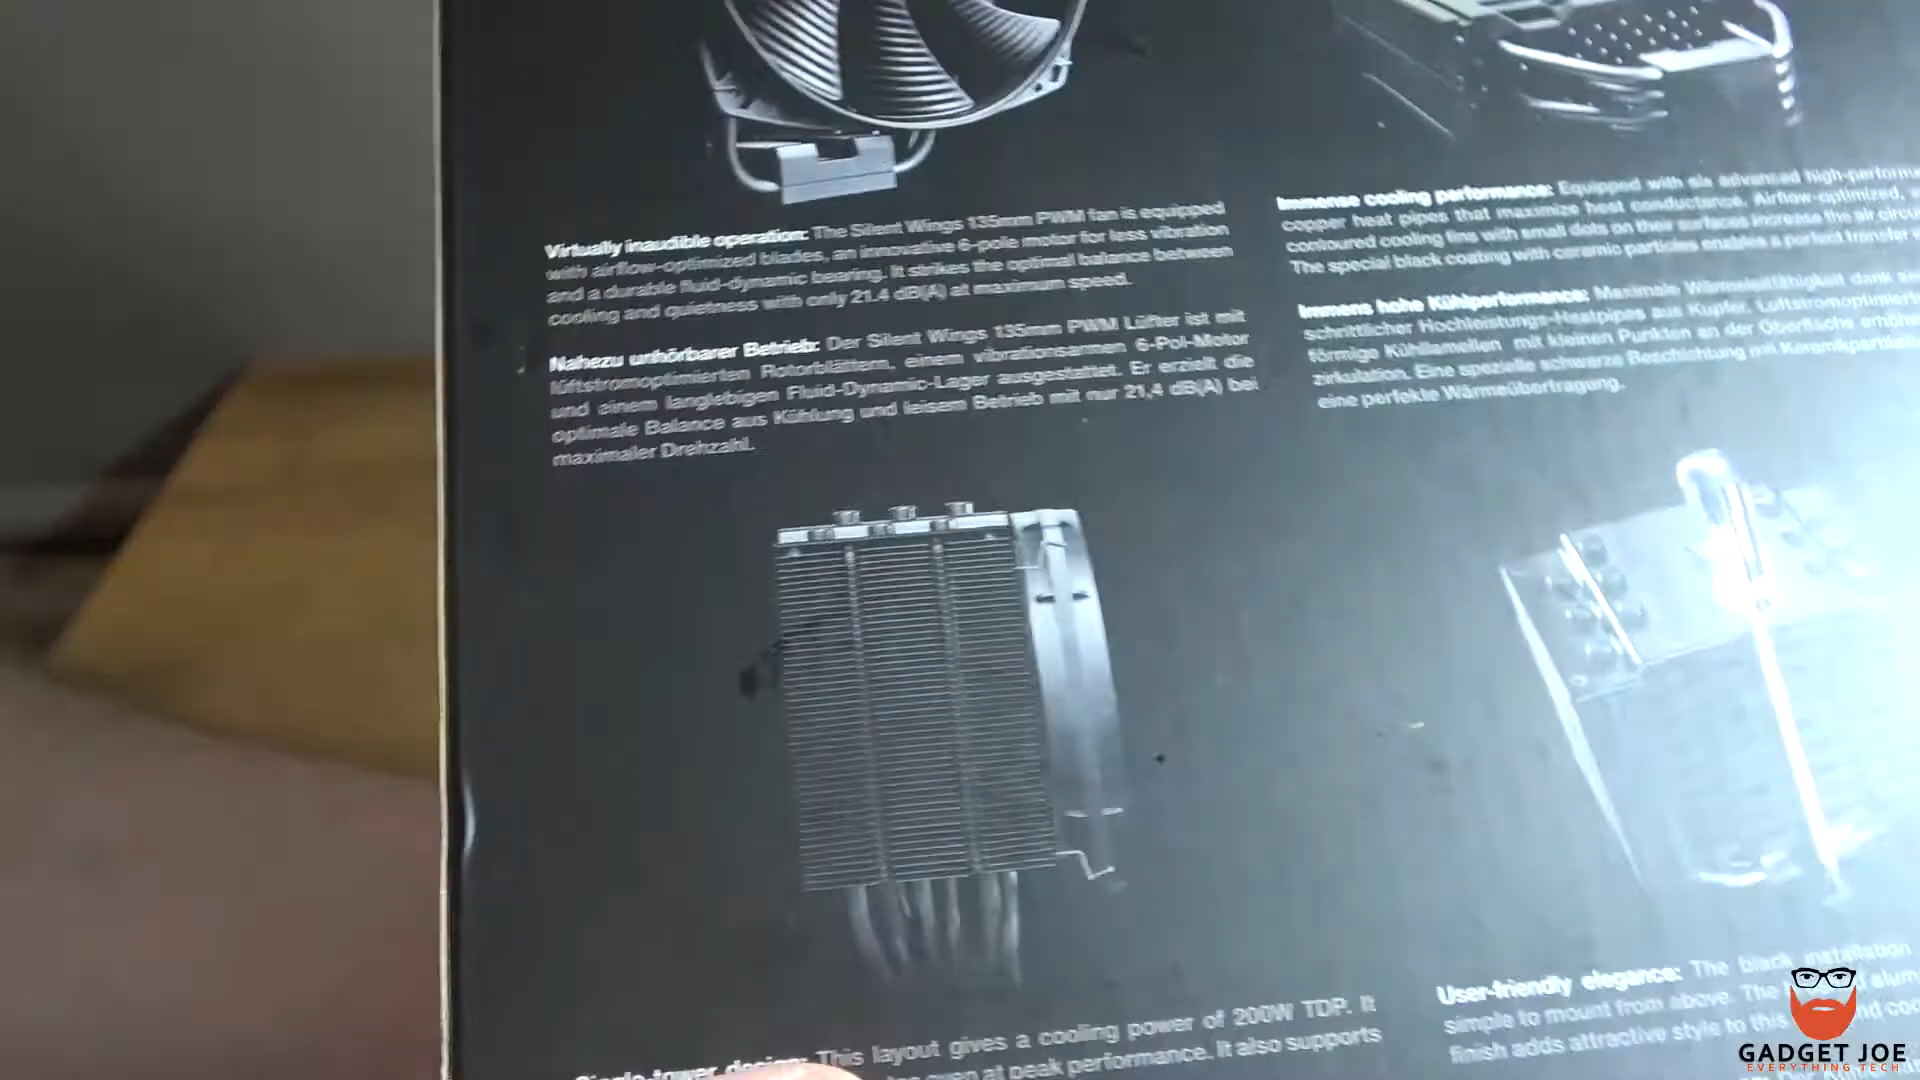 Virtually inaudible operation: The Silent Wings 135mm PWM fan is equipped
with airflow-optimized blades, an innovative 6-pole motor for less vibration
and a durable fluid-dynamic bearing. It strikes the optimal balance between
cooling and quietness with only 21.4 dB(A) at maximum speed.
Nahezu unhörbarer Betrieb: Der Silent Wings 135mm PWM Lüfter ist mit
luftstromoptimierten Rotorblättern, einem vibrationsarmen 6-Pol-Motor
und einem langlebigen Fluid-Dynamic-Lager ausgestattet. Er erzielt die
optimale Balance aus Kühlung und leisem Betrieb mit nur 21,4 dB(A) bei
maximaler Drehzahl.
Immense cooling performance: Equipped with six advanced
copper heat pipes that maximize heat conductance. Airflow-optimized,
contoured cooling fins with small dots on their surfaces increase the air
The special black coating with ceramic particles enables a perfect transfer
Immens hohe Kühlperformance: Maximale Wärmeleitfähigkeit dank
schrittlicher Hochleistungs-Heatpipes aus Kupfer.
förmige Kühllamellen mit kleinen Punkten an der Oberfläche
zirkulation. Eine spezielle schwarze Beschichtung mit
eine perfekte Wärmeübertragung.
Single-tower design: This layout gives a cooling power of 200W TDP. It
even at peak performance. It also supports
User-friendly elegance: The black installation
simple to mount from above. The
finish adds attractive style to this
GADGET JOE
EVERYTHING TECH